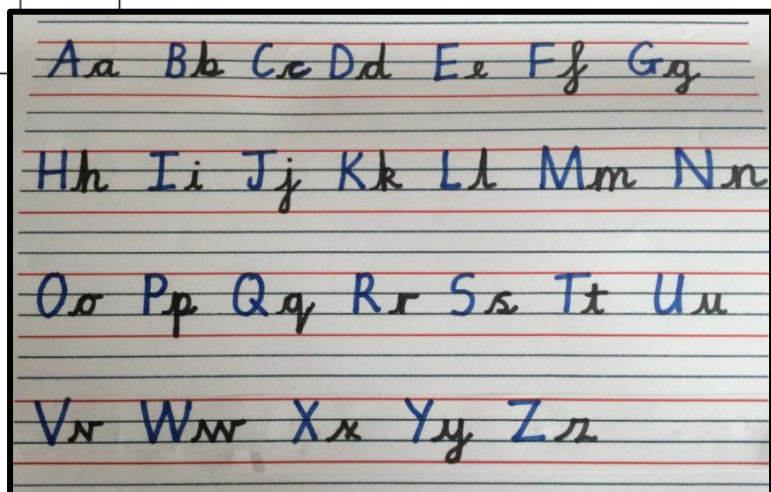 Aa Bb Cc Dd Ee Ff Gg
Hh Ii Jj Kk Ll Mm Nn
Oo Pp Qq Rr Ss Tt Uu
Vv Ww Xx Yy Zz